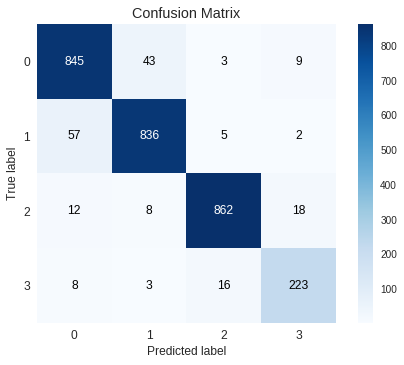 Confusion Matrix
0 845 43 3 9
1 57 836 5 2
2 12 8 862 18
3 8 3 16 223
0 1 2 3
True label
Predicted label
800
700
600
500
400
300
200
100